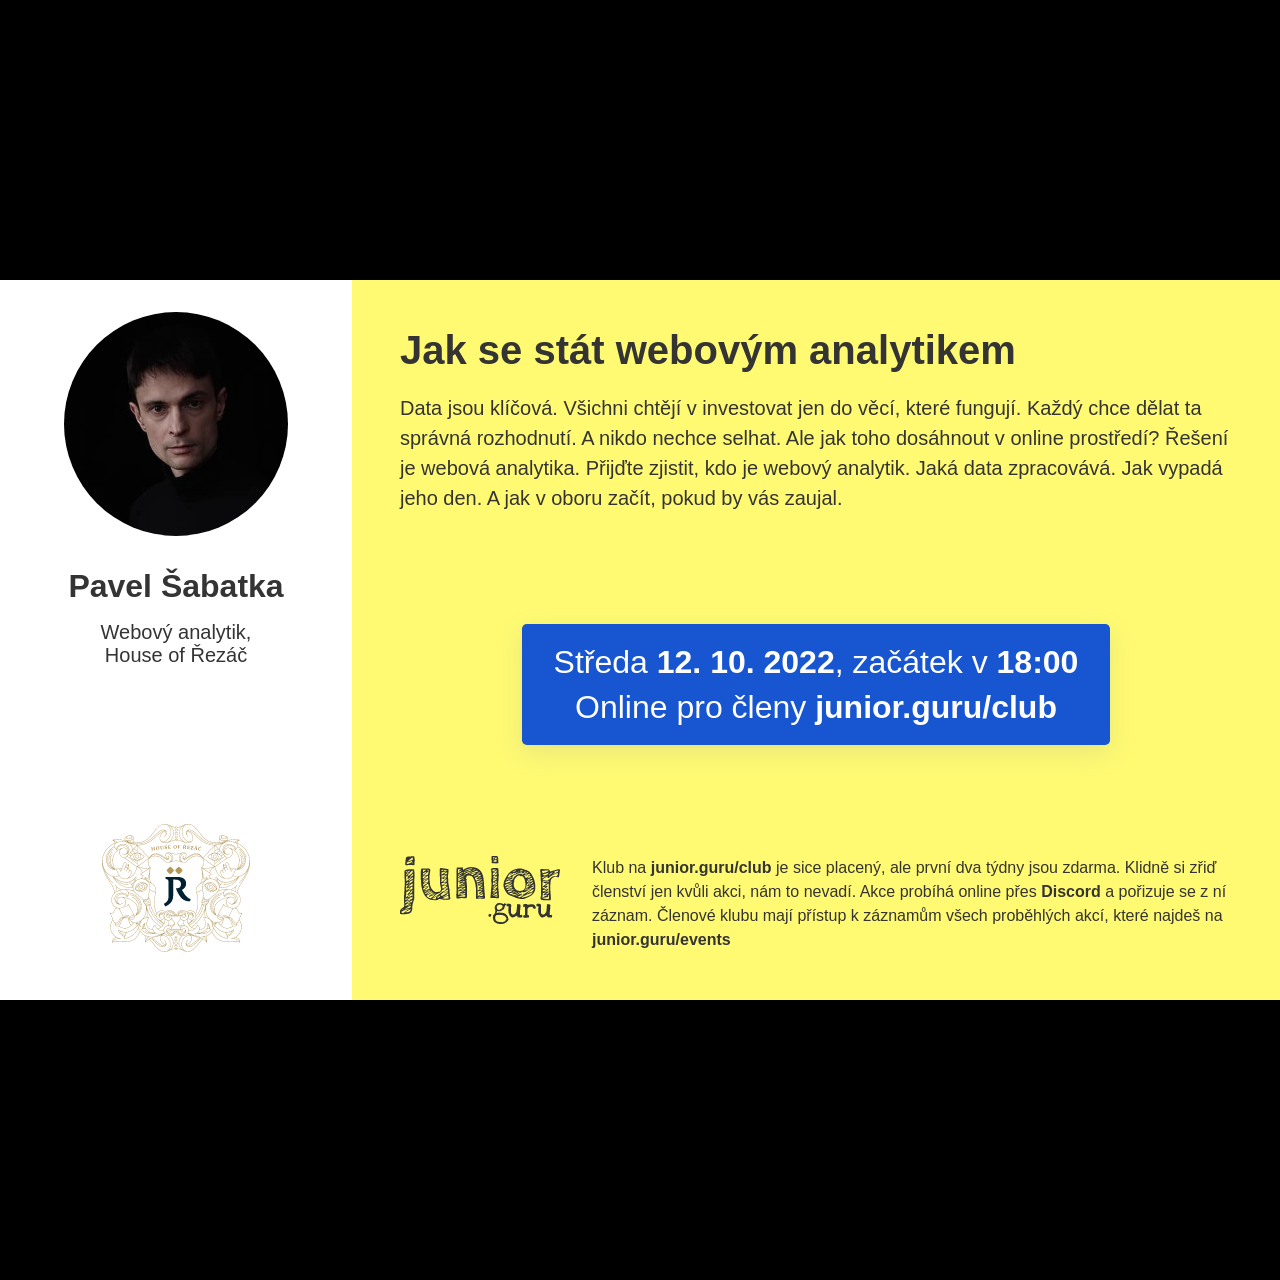 Jak se stát webovým analytikem
Data jsou klíčová. Všichni chtějí v investovat jen do věcí, které fungují. Každý chce dělat ta
správná rozhodnutí. A nikdo nechce selhat. Ale jak toho dosáhnout v online prostředí? Řešení
je webová analytika. Přijďte zjistit, kdo je webový analytik. Jaká data zpracovává. Jak vypadá
jeho den. A jak v oboru začít, pokud by vás zaujal.
Pavel Šabatka
Webový analytik,
House of Řezáč
Středa 12. 10. 2022, začátek v 18:00
Online pro členy junior.guru/club
HOUSE OF ŘEZÁČ
JR
junior
.guru
Klub na junior.guru/club je sice placený, ale první dva týdny jsou zdarma. Klidně si zřiď
členství jen kvůli akci, nám to nevadí. Akce probíhá online přes Discord a pořizuje se z ní
záznam. Členové klubu mají přístup k záznamům všech proběhlých akcí, které najdeš na
junior.guru/events